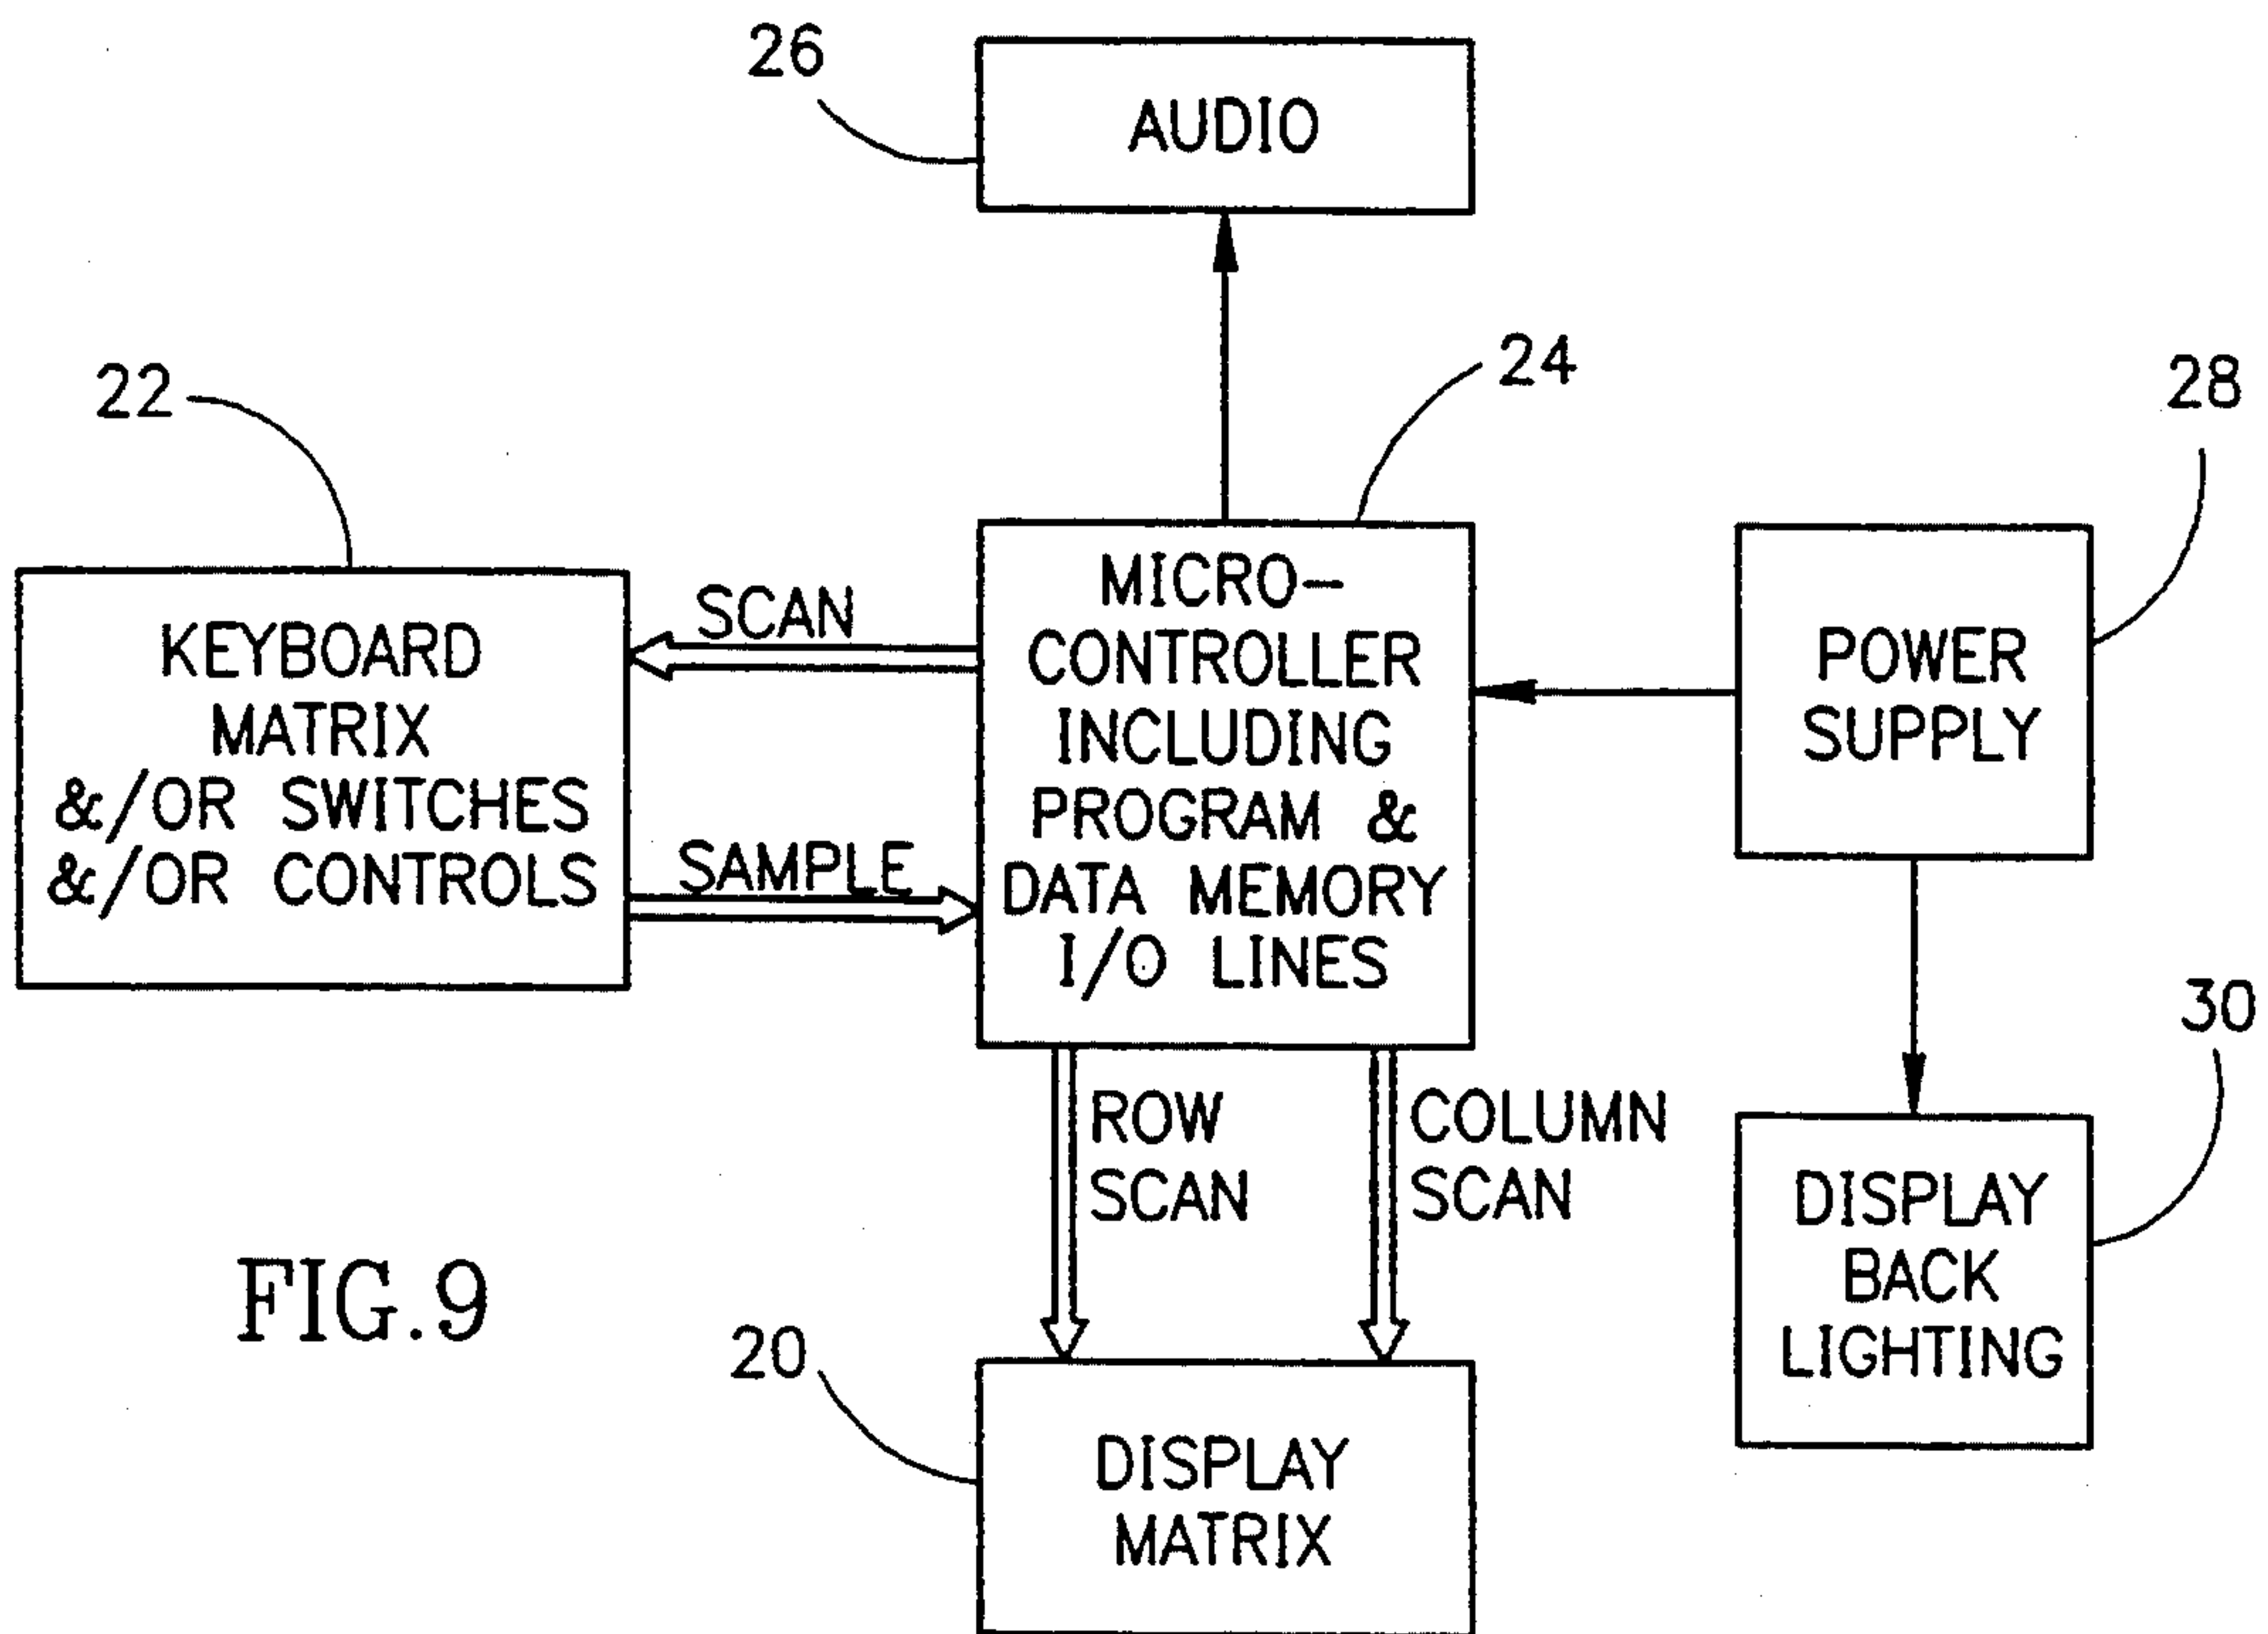 26
AUDIO
22
24
28
KEYBOARD
MATRIX
&/OR SWITCHES
&/OR CONTROLS
SCAN
SAMPLE
MICRO-
CONTROLLER
INCLUDING
PROGRAM &
DATA MEMORY
I/O LINES
POWER
SUPPLY
30
ROW
SCAN
COLUMN
SCAN
DISPLAY
BACK
LIGHTING
FIG.9
20
DISPLAY
MATRIX